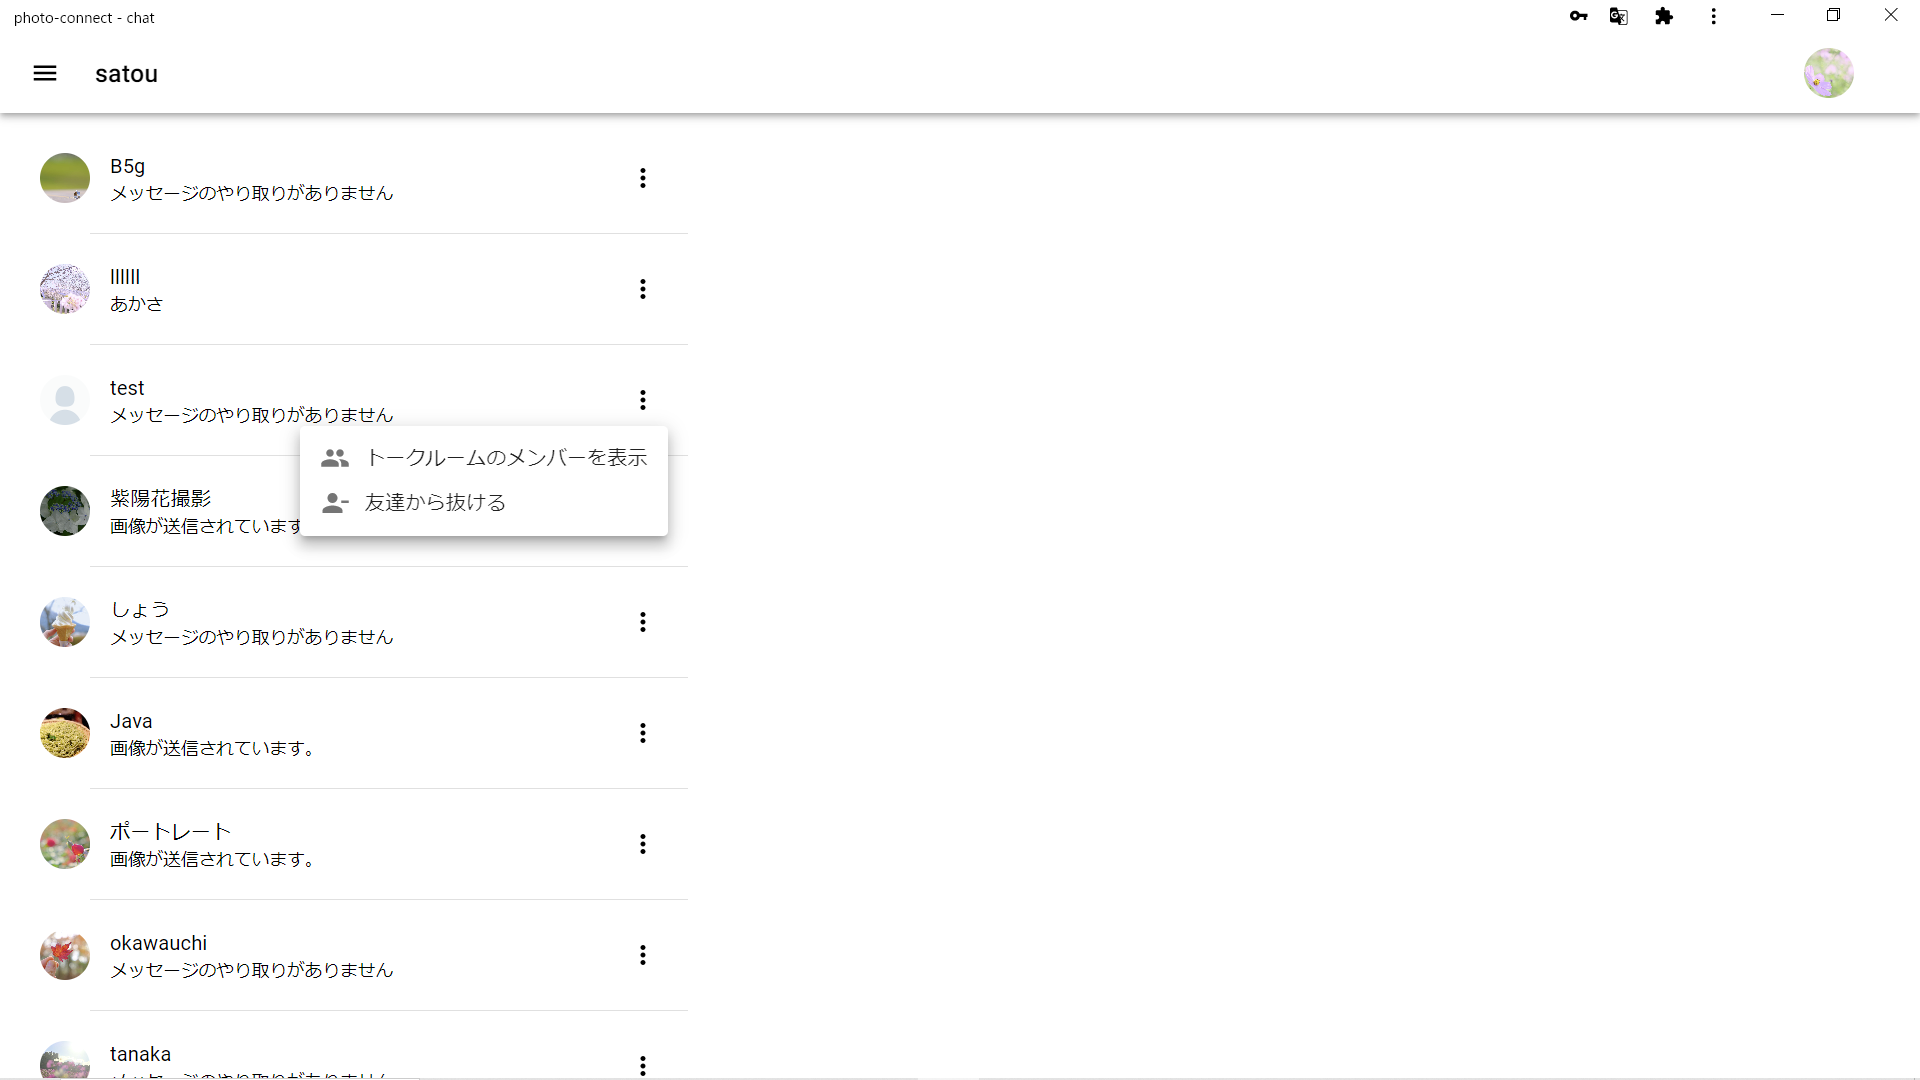 photo-connect - chat
satou
B5g
メッセージのやり取りがありません
llllll
あかさ
test
メッセージのやり取りがありません
トークルームのメンバーを表示
友達から抜ける
紫陽花撮影
画像が送信されています
しょう
メッセージのやり取りがありません
Java
画像が送信されています。
ポートレート
画像が送信されています。
okawauchi
メッセージのやり取りがありません
tanaka